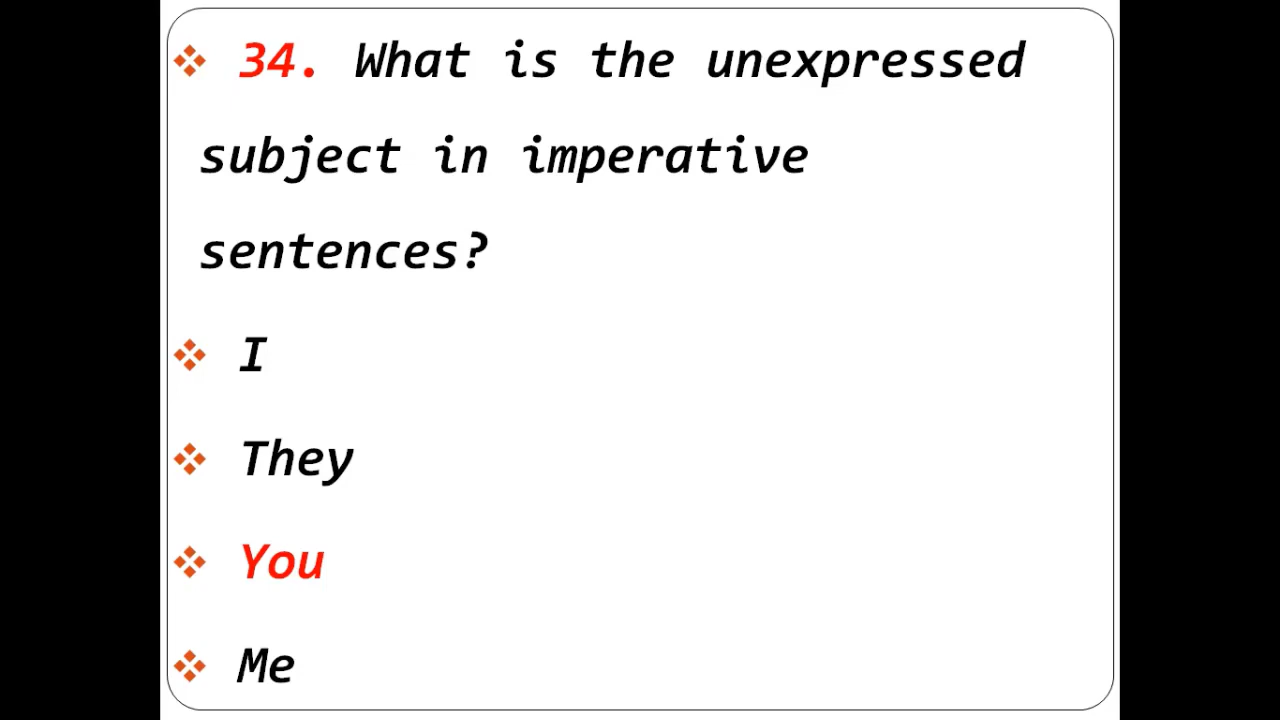 34. What is the unexpressed
subject in imperative
sentences?
I
They
You
Me